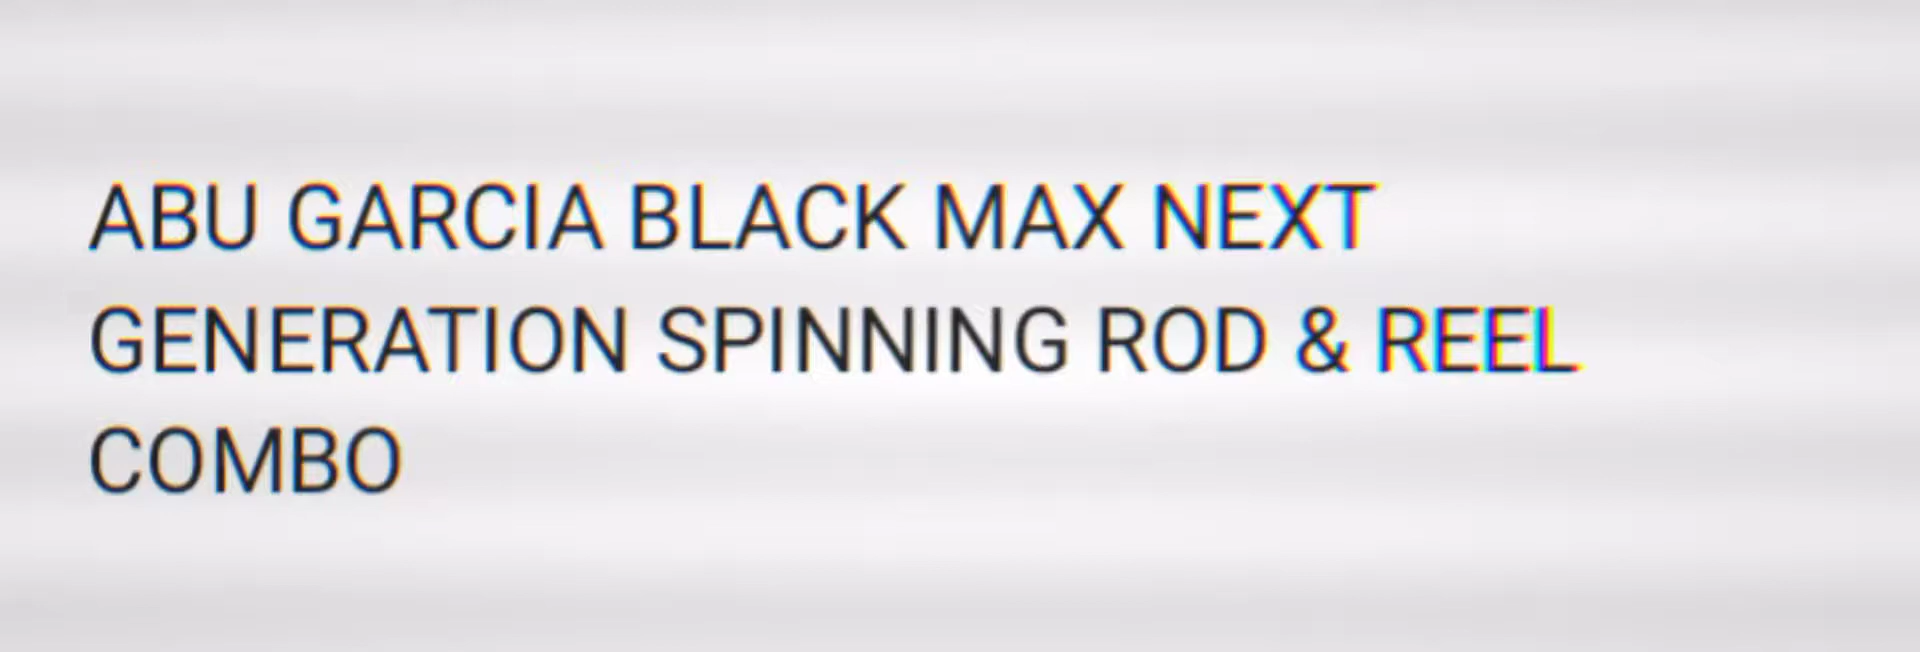 ABU GARCIA BLACK MAX NEXT
GENERATION SPINNING ROD & REEL
COMBO